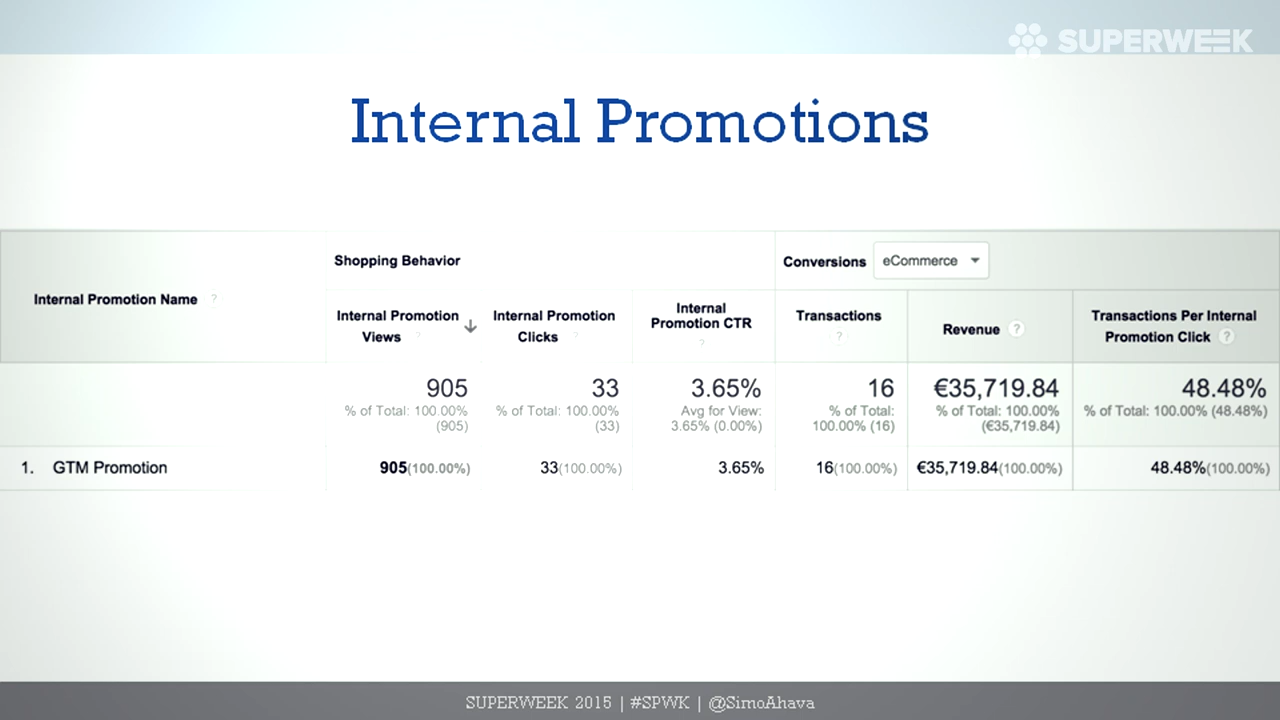 SUPERWEEK
Internal Promotions
Internal Promotion Name ?
Shopping Behavior
Conversions eCommerce
Internal Promotion
Views ?
Internal Promotion
Clicks ?
Internal
Promotion CTR
?
Transactions
?
Revenue ?
Transactions Per Internal
Promotion Click ?
905
% of Total: 100.00%
(905)
33
% of Total: 100.00%
(33)
3.65%
Avg for View:
3.65% (0.00%)
16
% of Total:
100.00% (16)
€35,719.84
% of Total: 100.00%
(€35,719.84)
48.48%
% of Total: 100.00% (48.48%)
1. GTM Promotion 905(100.00%) 33(100.00%) 3.65% 16(100.00%) €35,719.84(100.00%) 48.48%(100.00%)
SUPERWEEK 2015 | #SPWK | @SimoAhava